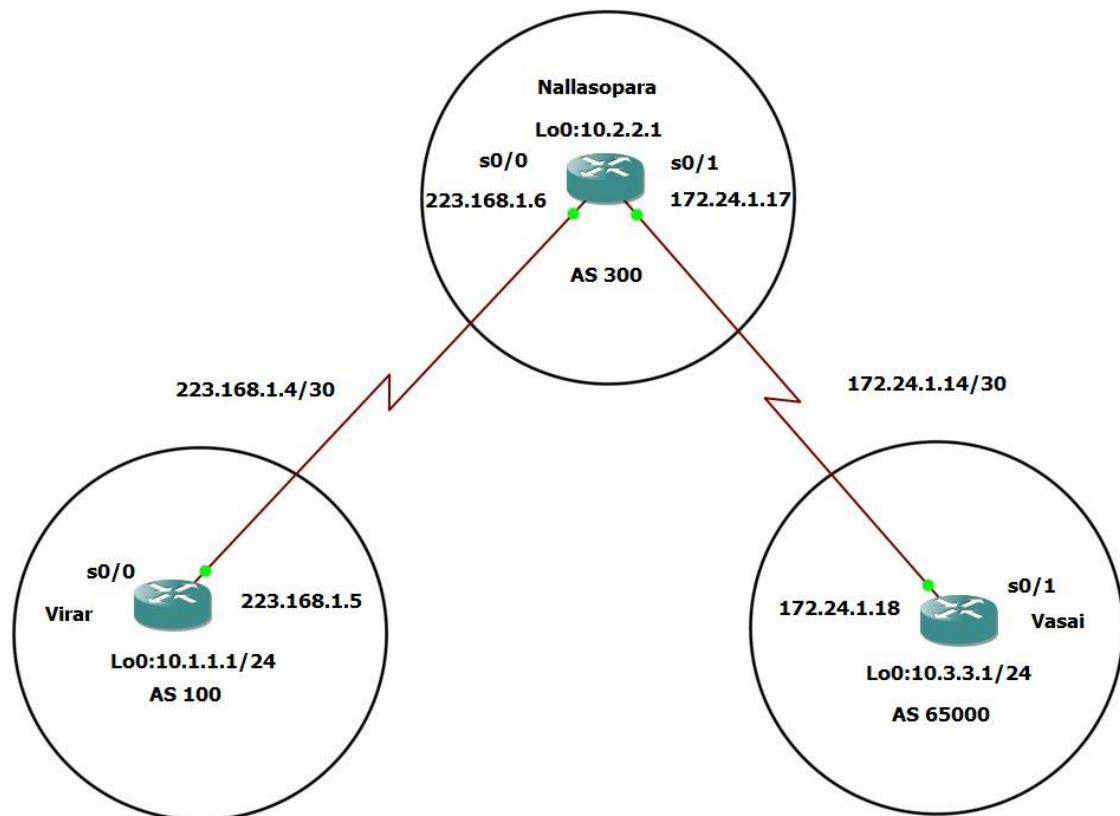 Nallasopara
Lo0:10.2.2.1
s0/0
s0/1
223.168.1.6
172.24.1.17
AS 300
223.168.1.4/30
172.24.1.14/30
s0/0
Virar
223.168.1.5
Lo0:10.1.1.1/24
AS 100
172.24.1.18
s0/1
Vasai
Lo0:10.3.3.1/24
AS 65000